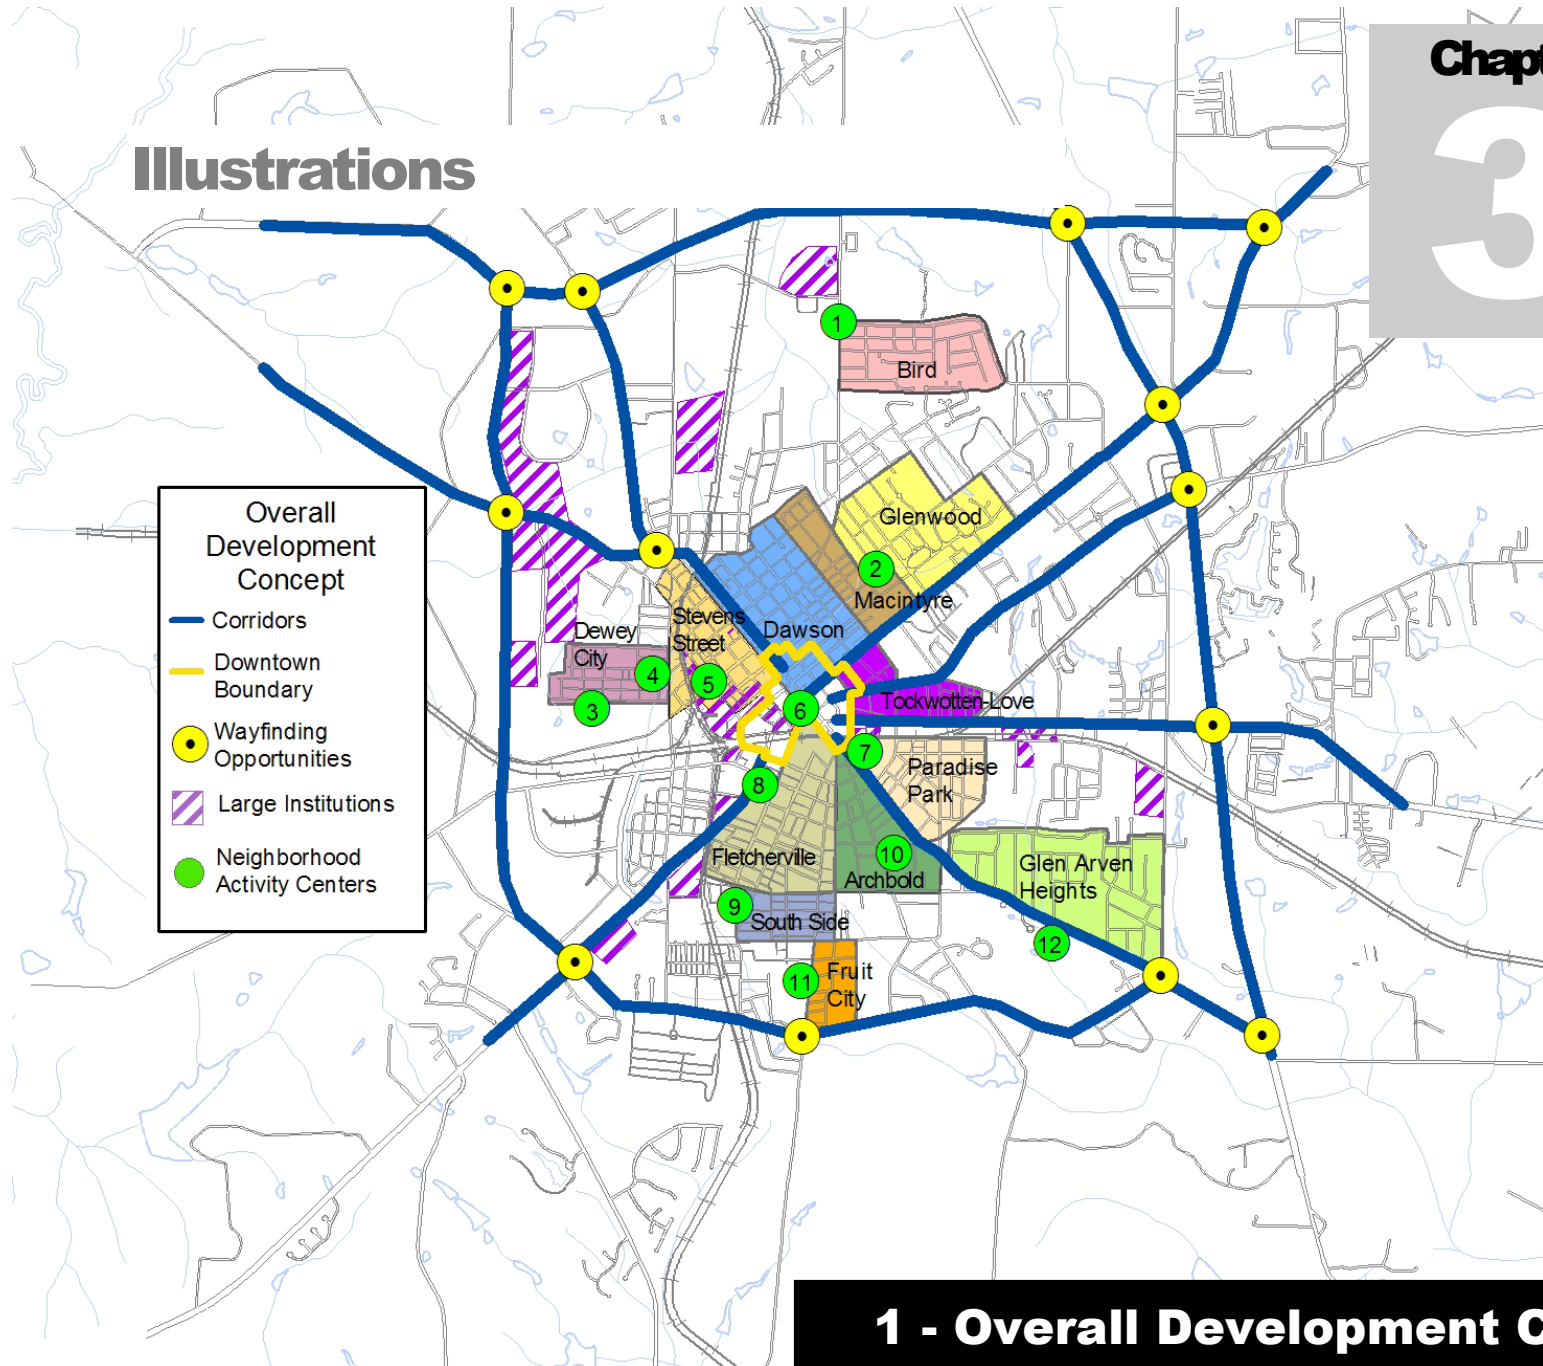 Chapt
3
Illustrations
1
Bird
Overall
Development
Concept
Corridors
Downtown
Boundary
Wayfinding
Opportunities
Large Institutions
Neighborhood
Activity Centers
Glenwood
2
Macintyre
Stevens
Street
Dawson
Dewey
City
4
5
3
6
Tockwotten-Love
7
Paradise
Park
8
Fletcherville
10
Archbold
Glen Arven
Heights
9
South Side
12
11
Fruit
City
1 - Overall Development C